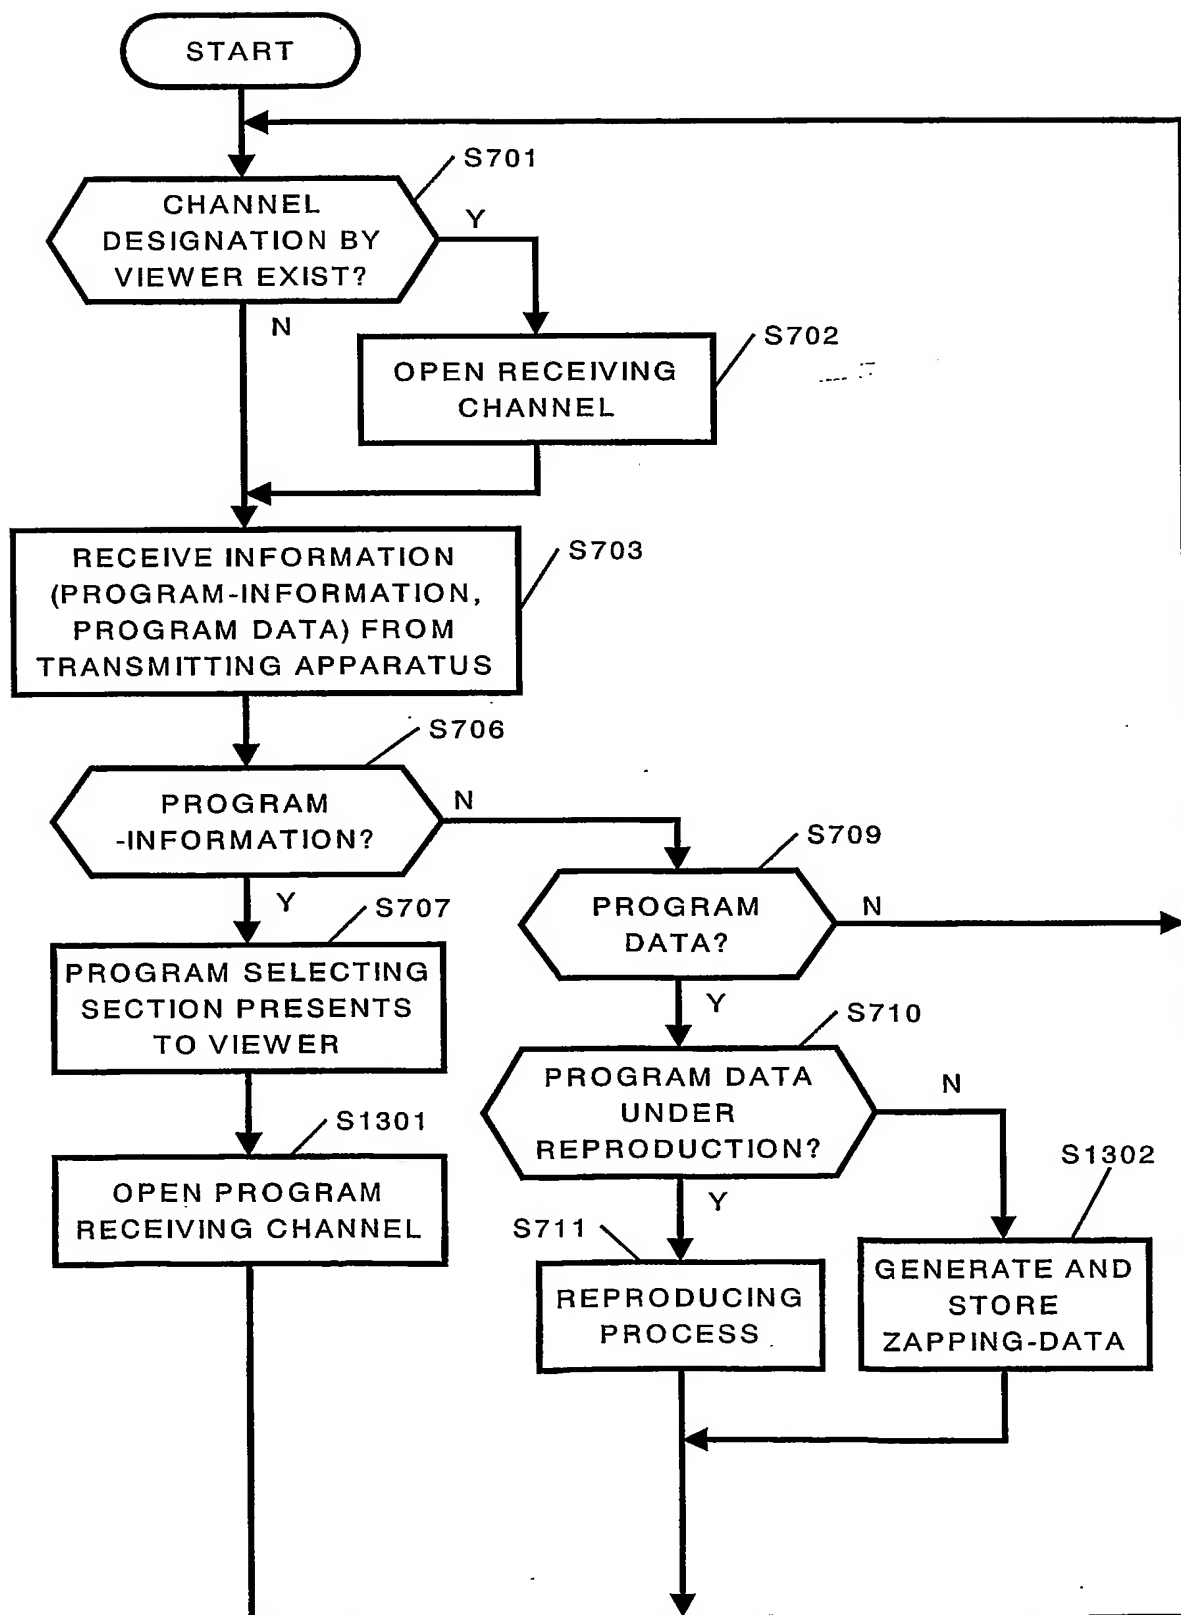 START
S701
CHANNEL
DESIGNATION BY
VIEWER EXIST?
Y
N
S702
OPEN RECEIVING
CHANNEL
S703
RECEIVE INFORMATION
(PROGRAM-INFORMATION,
PROGRAM DATA) FROM
TRANSMITTING APPARATUS
S706
PROGRAM
-INFORMATION?
N
Y
S709
PROGRAM
DATA?
N
Y
S707
PROGRAM SELECTING
SECTION PRESENTS
TO VIEWER
S710
PROGRAM DATA
UNDER
REPRODUCTION?
N
Y
S1301
OPEN PROGRAM
RECEIVING CHANNEL
S711
REPRODUCING
PROCESS
S1302
GENERATE AND
STORE
ZAPPING-DATA